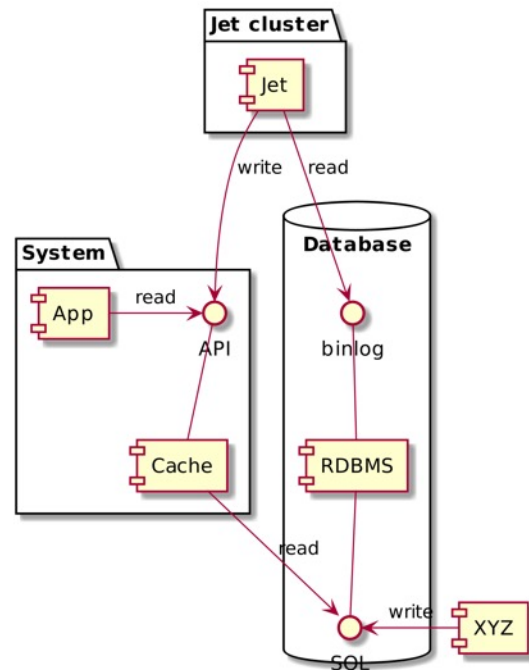 Jet cluster
Jet
write
read
Database
System
App
read
API
binlog
Cache
RDBMS
read
write
XYZ
SQL